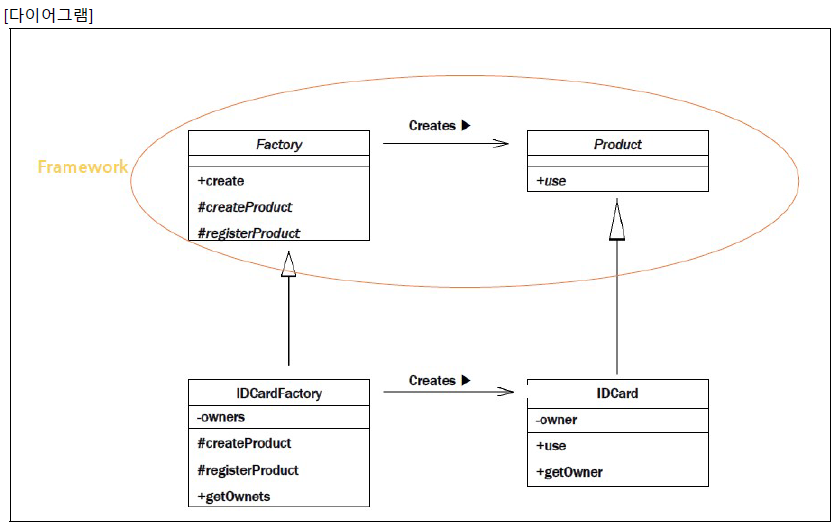 [다이어그램]
Creates ▶
Factory
Product
Framework
+create
+use
#createProduct
#registerProduct
Creates ▶
IDCardFactory
IDCard
-owners
-owner
#createProduct
+use
#registerProduct
+getOwner
+getOwnets